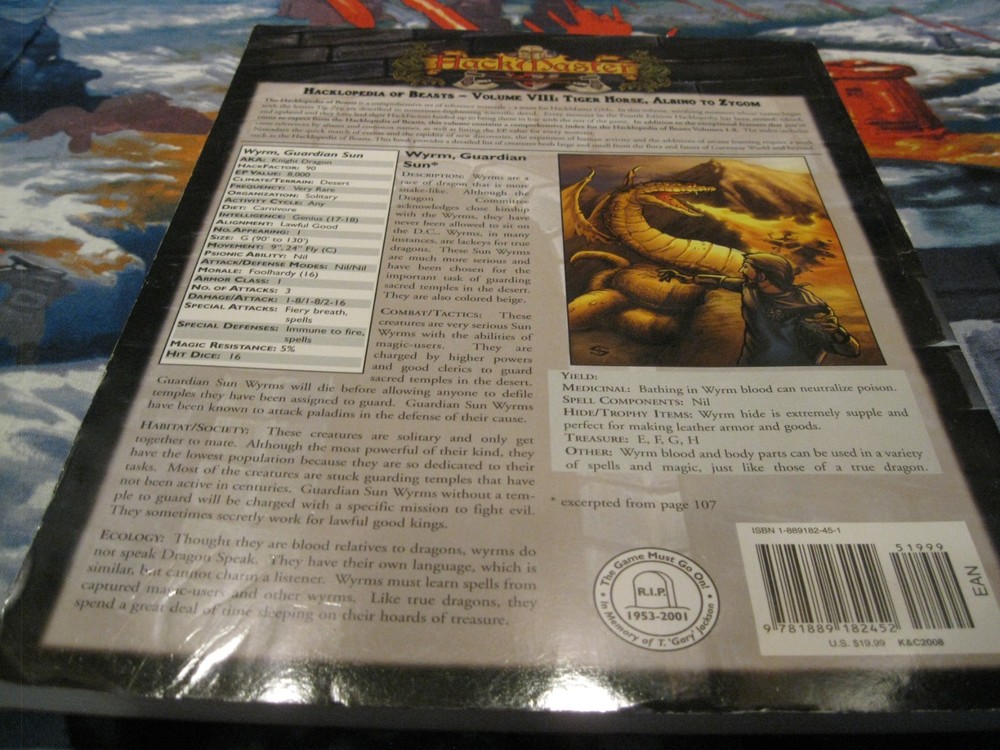 HackMaster
Hacklopedia of Beasts – Volume VIII: Tiger Horse, Albino to Zygom
Wyrm, Guardian Sun
AKA: Knight Dragon
HackFactor: 90
EP Value: 8,000
Climate/Terrain: Desert
Frequency: Very Rare
Organization: Solitary
Activity Cycle: Any
Diet: Carnivore
Intelligence: Genius (17-18)
Alignment: Lawful Good
No. Appearing: 1
Size: G (90' to 130')
Movement: 9", 24" Fly (C)
Psionic Ability: Nil
Attack/Defense Modes: Nil/Nil
Morale: Foolhardy (16)
Armor Class: 1
No. of Attacks: 3
Damage/Attack: 1-8/1-8/2-16
Special Attacks: Fiery breath,
spells
Special Defenses: Immune to fire,
spells
Magic Resistance: 5%
Hit Dice: 16
Wyrm, Guardian
Sun*
Description: Wyrms are a
race of dragon that is more
snake-like. Although the
Dragon Committee
acknowledges close kinship
with the Wyrms, they have
never been allowed to sit on
the D.C.. Wyrms, in many
instances, are lackeys for true
dragons. These Sun Wyrms
are much more serious and
have been chosen for the
important task of guarding
sacred temples in the desert.
They are also colored beige.
Combat/Tactics: These
creatures are very serious Sun
Wyrms with the abilities of
magic-users. They are
charged by higher powers
and good clerics to guard
sacred temples in the desert.
Guardian Sun Wyrms will die before allowing anyone to defile
temples they have been assigned to guard. Guardian Sun Wyrms
have been known to attack paladins in the defense of their cause.
Habitat/Society: These creatures are solitary and only get
together to mate. Although the most powerful of their kind, they
have the lowest population because they are so dedicated to their
tasks. Most of the creatures are stuck guarding temples that have
not been active in centuries. Guardian Sun Wyrms without a tem-
ple to guard will be charged with a specific mission to fight evil.
They sometimes secretly work for lawful good kings.
Ecology: Thought they are blood relatives to dragons, wyrms do
not speak Dragon Speak. They have their own language, which is
similar, but cannot charm a listener. Wyrms must learn spells from
captured magic-users and other wyrms. Like true dragons, they
spend a great deal of time sleeping on their hoards of treasure.
Yield:
Medicinal: Bathing in Wyrm blood can neutralize poison.
Spell Components: Nil
Hide/Trophy Items: Wyrm hide is extremely supple and
perfect for making leather armor and goods.
Treasure: E, F, G, H
Other: Wyrm blood and body parts can be used in a variety
of spells and magic, just like those of a true dragon.
* excerpted from page 107
The Game Must Go On!
R.I.P.
1953-2001
In Memory of T. 'Gary' Jackson
ISBN 1-889182-45-1
51999
EAN
9 781889 182452
U.S. $19.99 K&C2008